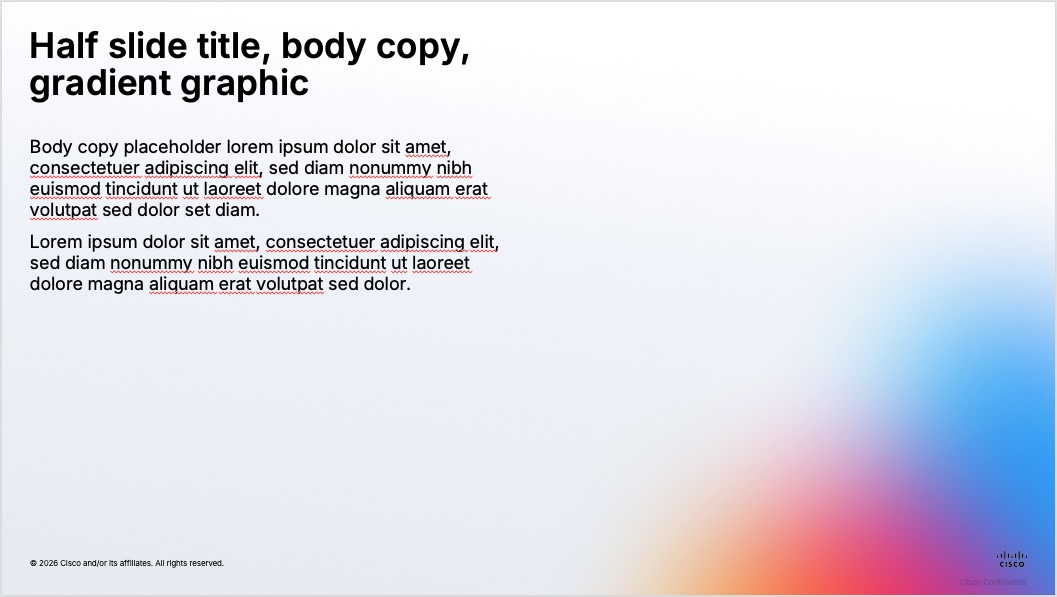 Half slide title, body copy,
gradient graphic
Body copy placeholder lorem ipsum dolor sit amet,
consectetuer adipiscing elit, sed diam nonummy nibh
euismod tincidunt ut laoreet dolore magna aliquam erat
volutpat sed dolor set diam.
Lorem ipsum dolor sit amet, consectetuer adipiscing elit,
sed diam nonummy nibh euismod tincidunt ut laoreet
dolore magna aliquam erat volutpat sed dolor.
© 2026 Cisco and/or its affiliates. All rights reserved.
CISCO
Cisco Confidential